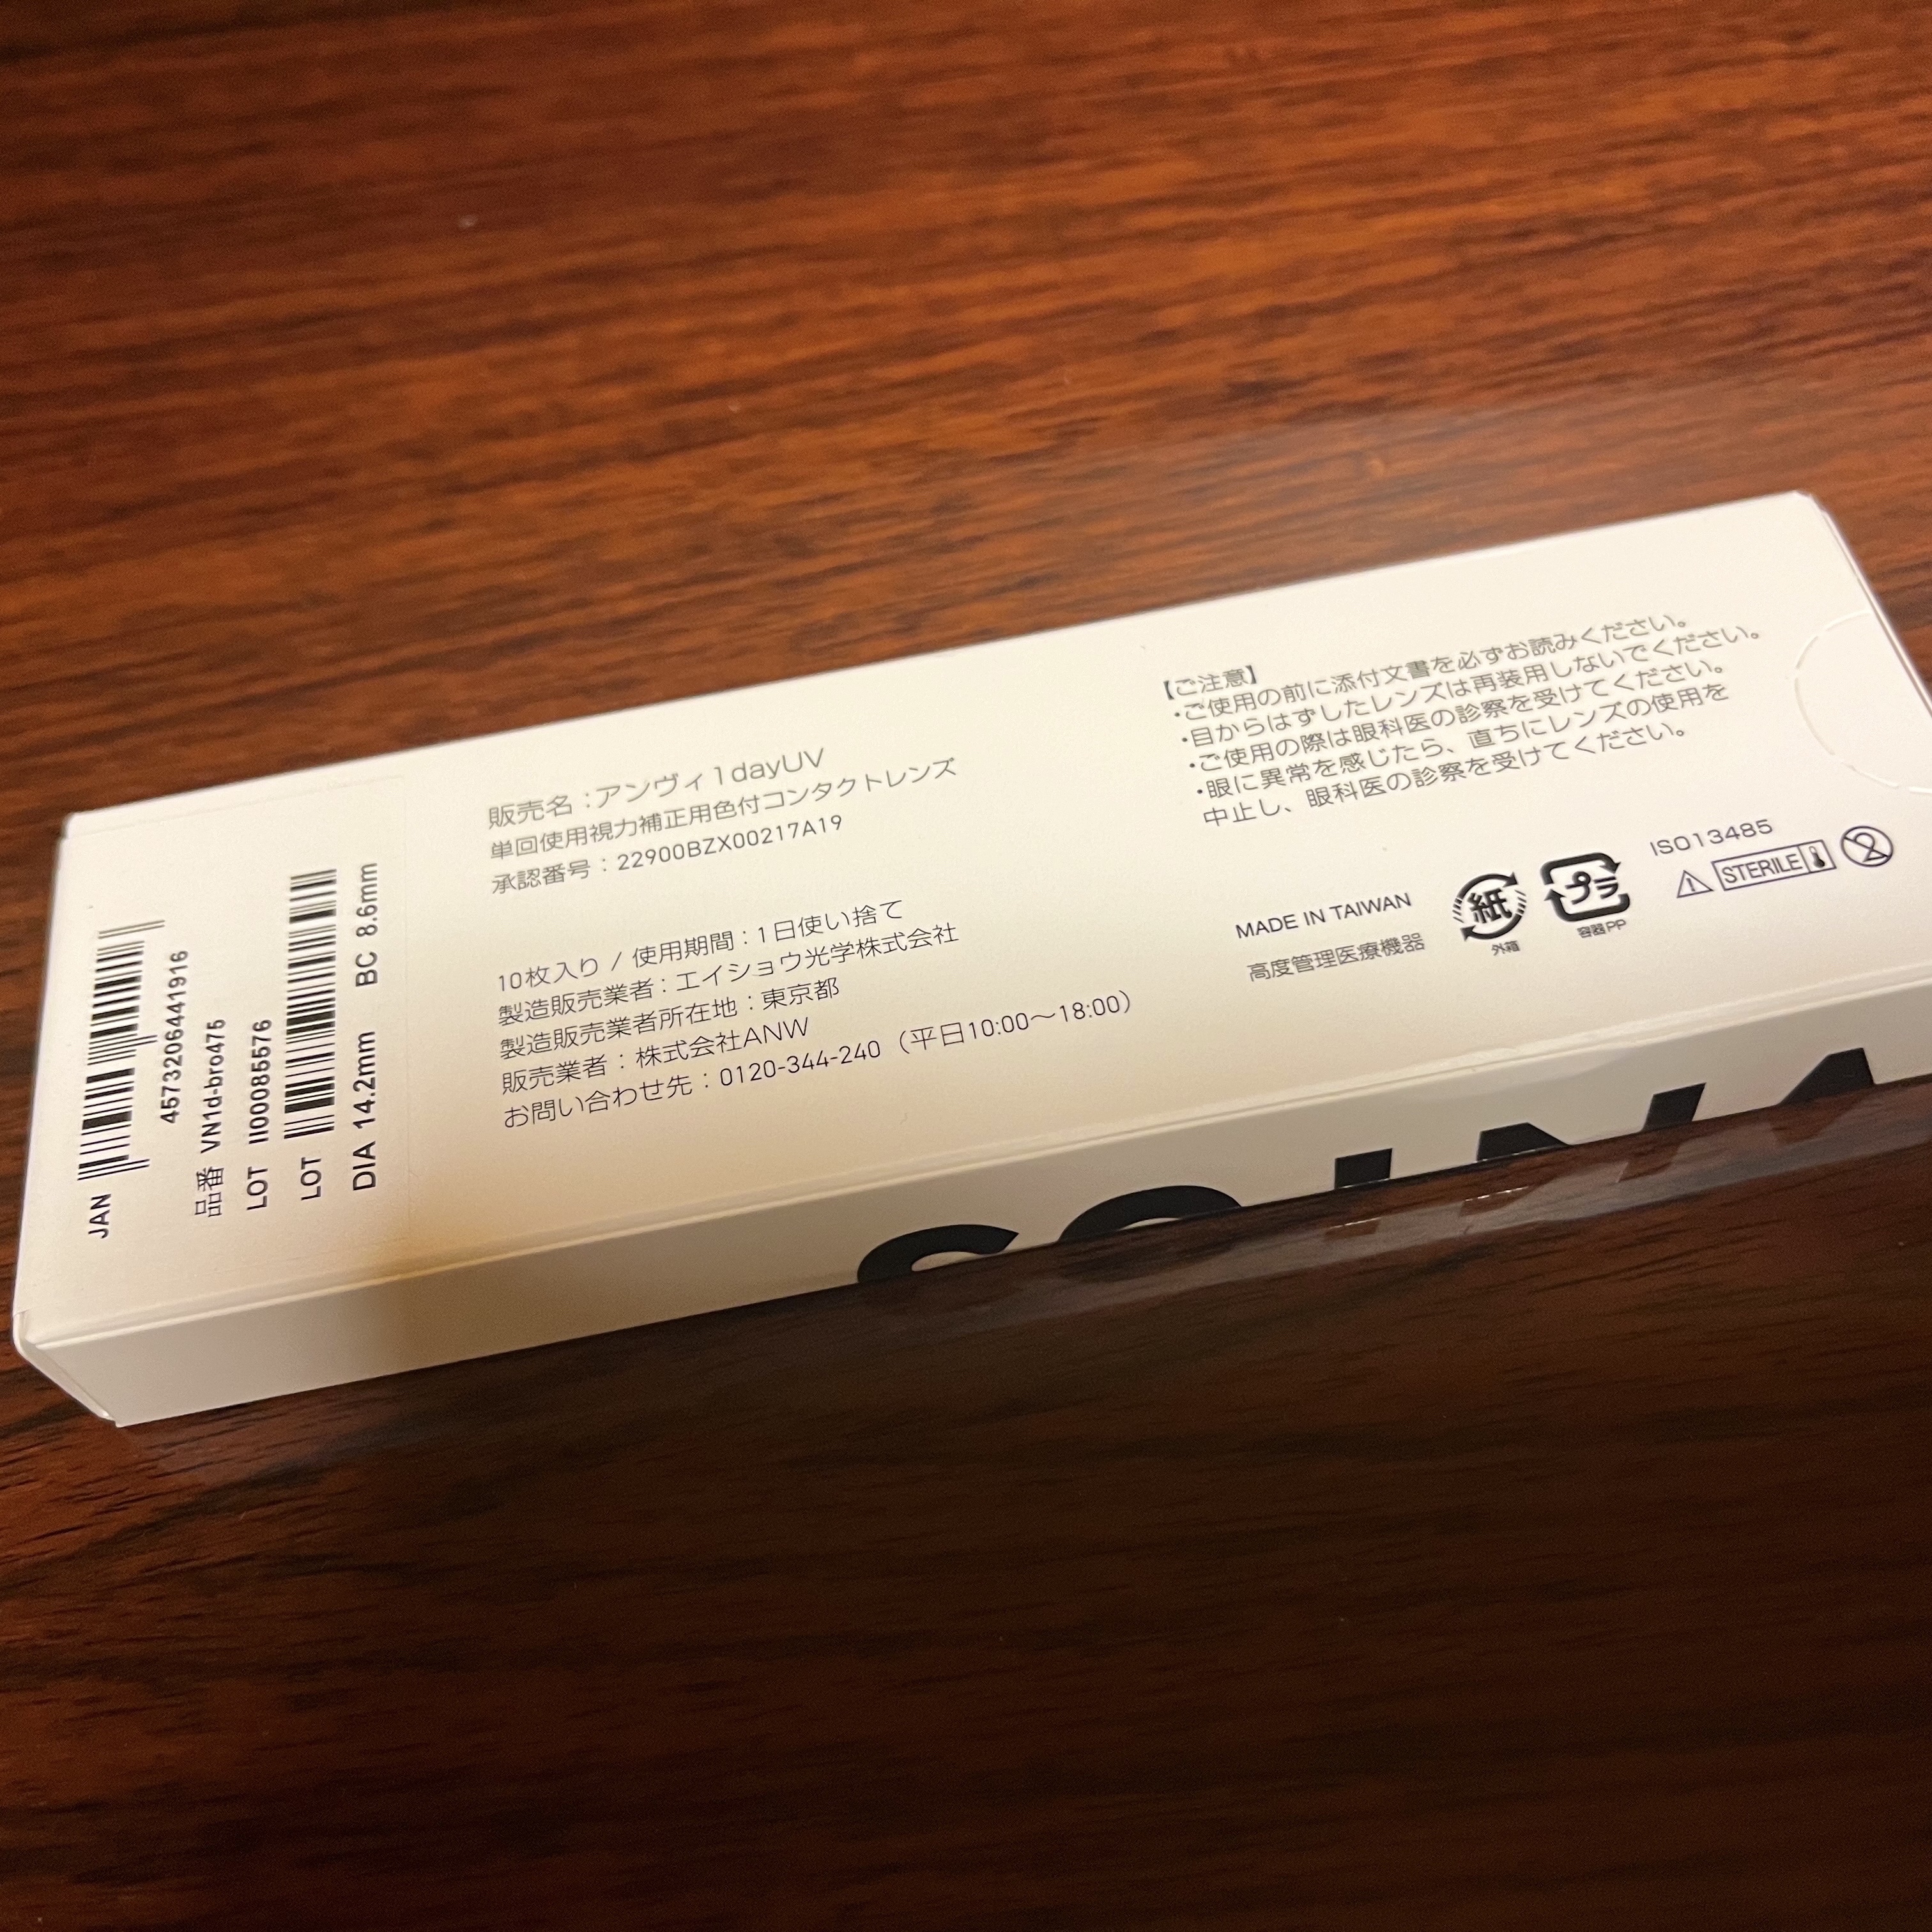 JAN
4573206441916
品番 VN1d-bro475
LOT II00085576
LOT
DIA 14.2mm BC 8.6mm
販売名：アンヴィ1dayUV
単回使用視力補正用色付コンタクトレンズ
承認番号：22900BZX00217A19
10枚入り / 使用期間：1日使い捨て
製造販売業者：エイショウ光学株式会社
製造販売業者所在地：東京都
販売業者：株式会社ANW
お問い合わせ先：0120-344-240（平日10:00〜18:00）
【ご注意】
・ご使用の前に添付文書を必ずお読みください。
・目からはずしたレンズは再装用しないでください。
・ご使用の際は眼科医の診察を受けてください。
・眼に異常を感じたら、直ちにレンズの使用を
中止し、眼科医の診察を受けてください。
MADE IN TAIWAN
高度管理医療機器
紙
外箱
プラ
容器PP
ISO13485
STERILE
2